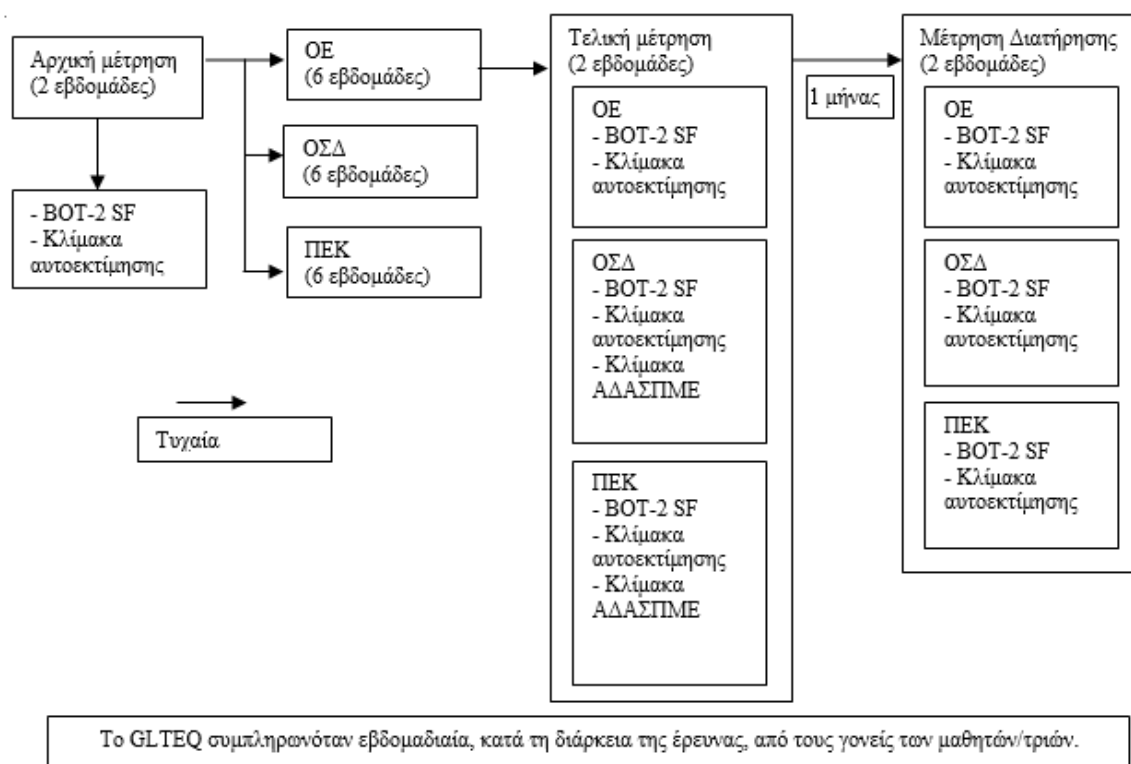 Αρχική μέτρηση
(2 εβδομάδες)
- BOT-2 SF
- Κλίμακα
αυτοεκτίμησης
ΟΕ
(6 εβδομάδες)
ΟΣΔ
(6 εβδομάδες)
ΠΕΚ
(6 εβδομάδες)
Τυχαία
Τελική μέτρηση
(2 εβδομάδες)
ΟΕ
- BOT-2 SF
- Κλίμακα
αυτοεκτίμησης
ΟΣΔ
- BOT-2 SF
- Κλίμακα
αυτοεκτίμησης
- Κλίμακα
ΑΔΑΣΠΜΕ
ΠΕΚ
- BOT-2 SF
- Κλίμακα
αυτοεκτίμησης
- Κλίμακα
ΑΔΑΣΠΜΕ
1 μήνας
Μέτρηση Διατήρησης
(2 εβδομάδες)
ΟΕ
- BOT-2 SF
- Κλίμακα
αυτοεκτίμησης
ΟΣΔ
- BOT-2 SF
- Κλίμακα
αυτοεκτίμησης
ΠΕΚ
- BOT-2 SF
- Κλίμακα
αυτοεκτίμησης
Το GLTEQ συμπληρωνόταν εβδομαδιαία, κατά τη διάρκεια της έρευνας, από τους γονείς των μαθητών/τριών.